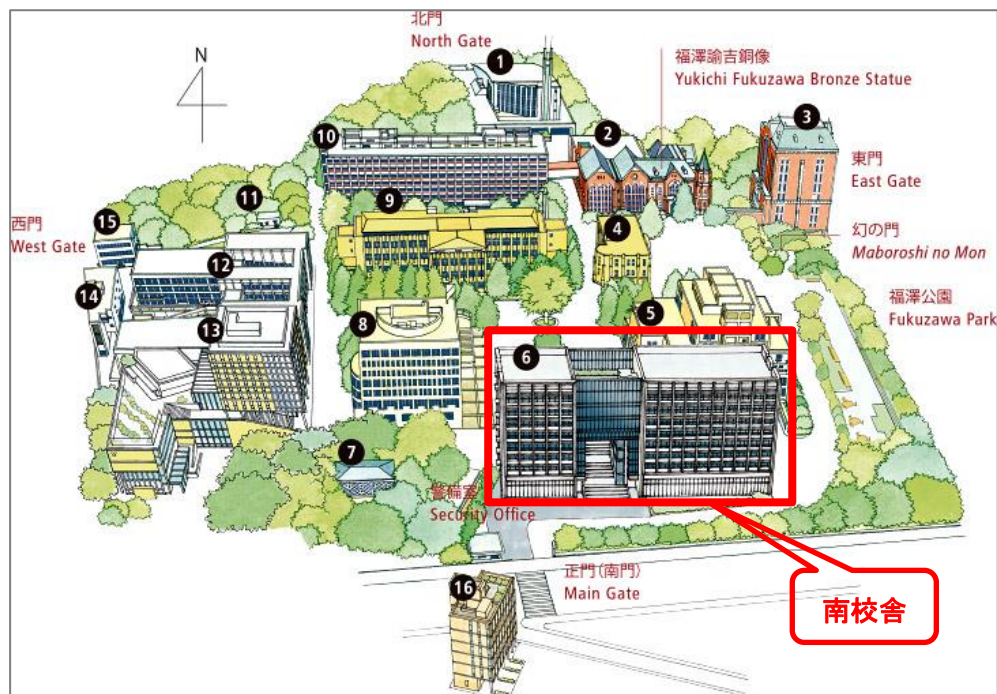 北門
North Gate
N
1
福澤諭吉銅像
Yukichi Fukuzawa Bronze Statue
3
10
2
東門
East Gate
11
9
西門
West Gate
15
4
幻の門
Maboroshi no Mon
12
14
福澤公園
Fukuzawa Park
13
8
5
6
7
警備室
Security Office
正門(南門)
Main Gate
16
南校舎